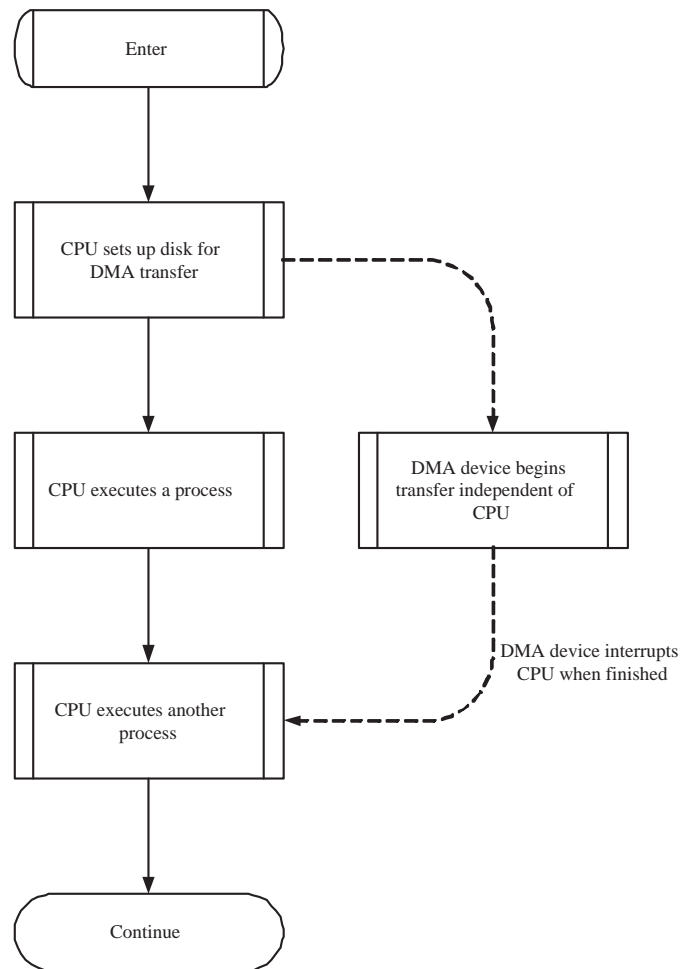 Enter
CPU sets up disk for
DMA transfer
CPU executes a process
DMA device begins
transfer independent of
CPU
DMA device interrupts
CPU when finished
CPU executes another
process
Continue